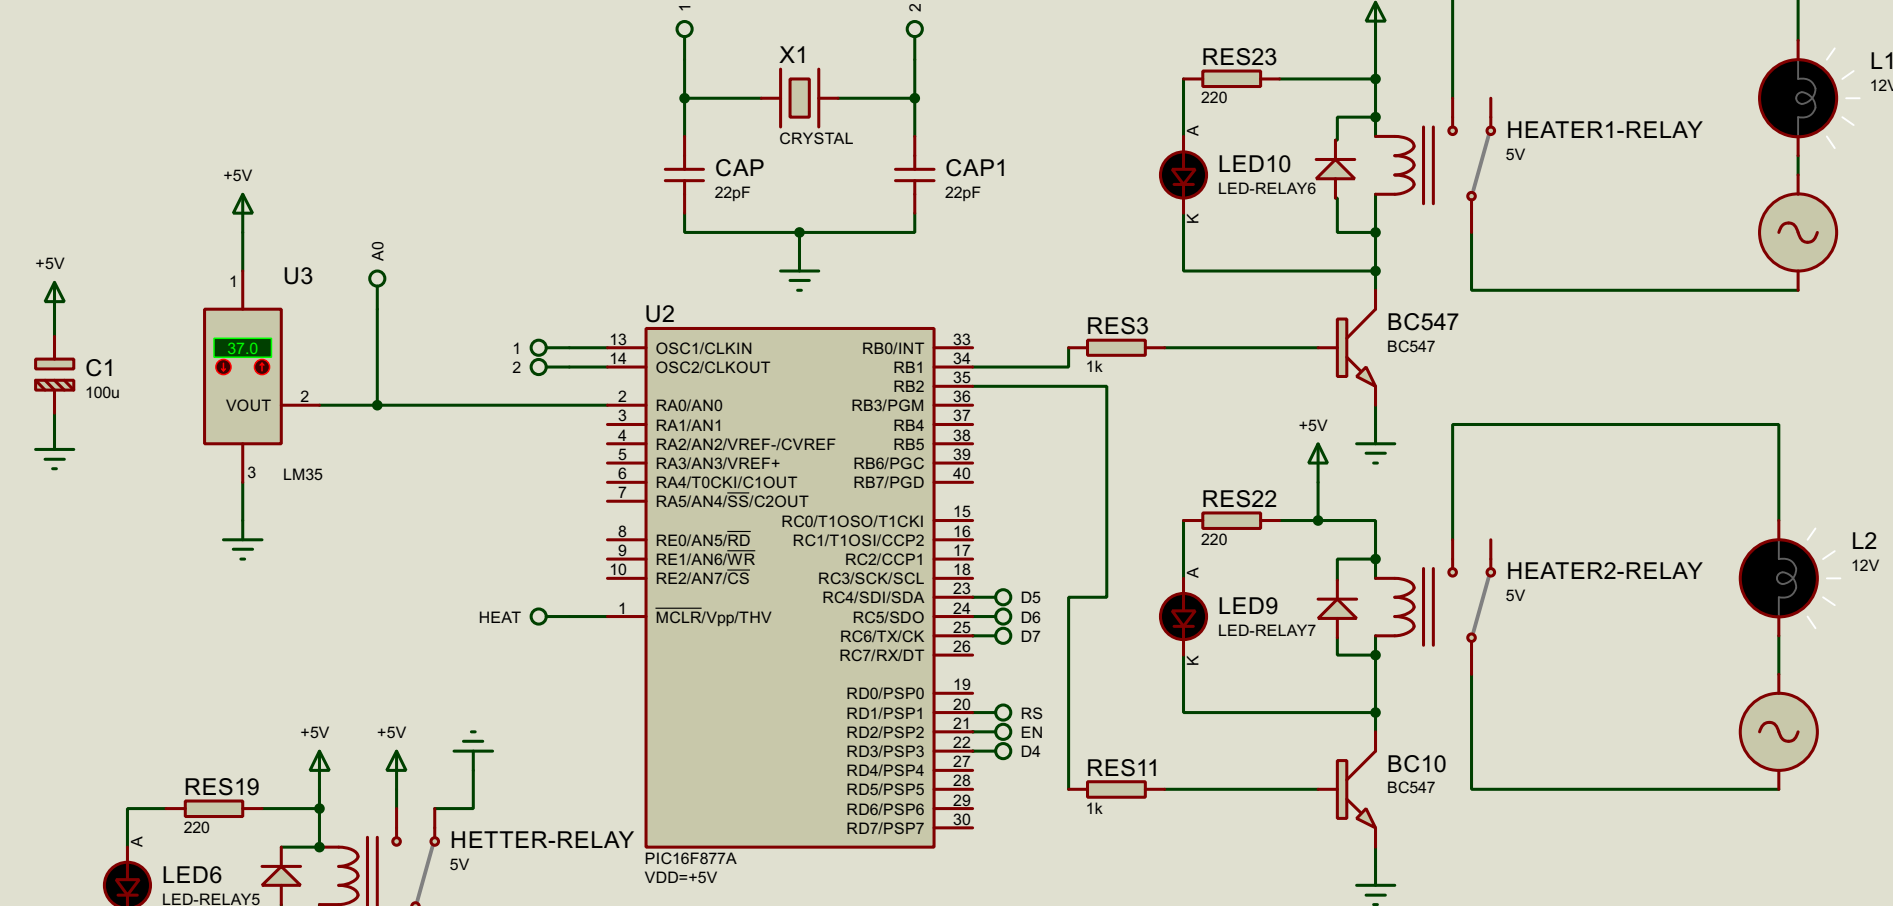 1
2
X1
CRYSTAL
CAP
22pF
CAP1
22pF
RES23
220
A
LED10
LED-RELAY6
K
HEATER1-RELAY
5V
L1
12V
+5V
+5V
C1
100u
1
U3
37.0
VOUT
2
3
LM35
A0
U2
1
2
13
14
OSC1/CLKIN
OSC2/CLKOUT
2
3
4
5
6
7
RA0/AN0
RA1/AN1
RA2/AN2/VREF-/CVREF
RA3/AN3/VREF+
RA4/T0CKI/C1OUT
RA5/AN4/SS/C2OUT
8
9
10
RE0/AN5/RD
RE1/AN6/WR
RE2/AN7/CS
HEAT
1
MCLR/Vpp/THV
RB0/INT
RB1
RB2
RB3/PGM
RB4
RB5
RB6/PGC
RB7/PGD
33
34
35
36
37
38
39
40
RC0/T1OSO/T1CKI
RC1/T1OSI/CCP2
RC2/CCP1
RC3/SCK/SCL
RC4/SDI/SDA
RC5/SDO
RC6/TX/CK
RC7/RX/DT
15
16
17
18
23
24
25
26
D5
D6
D7
RD0/PSP0
RD1/PSP1
RD2/PSP2
RD3/PSP3
RD4/PSP4
RD5/PSP5
RD6/PSP6
RD7/PSP7
19
20
21
22
27
28
29
30
RS
EN
D4
PIC16F877A
VDD=+5V
RES3
1k
BC547
BC547
+5V
RES22
220
A
LED9
LED-RELAY7
K
HEATER2-RELAY
5V
L2
12V
RES11
1k
BC10
BC547
+5V
+5V
RES19
220
A
LED6
LED-RELAY5
HETTER-RELAY
5V